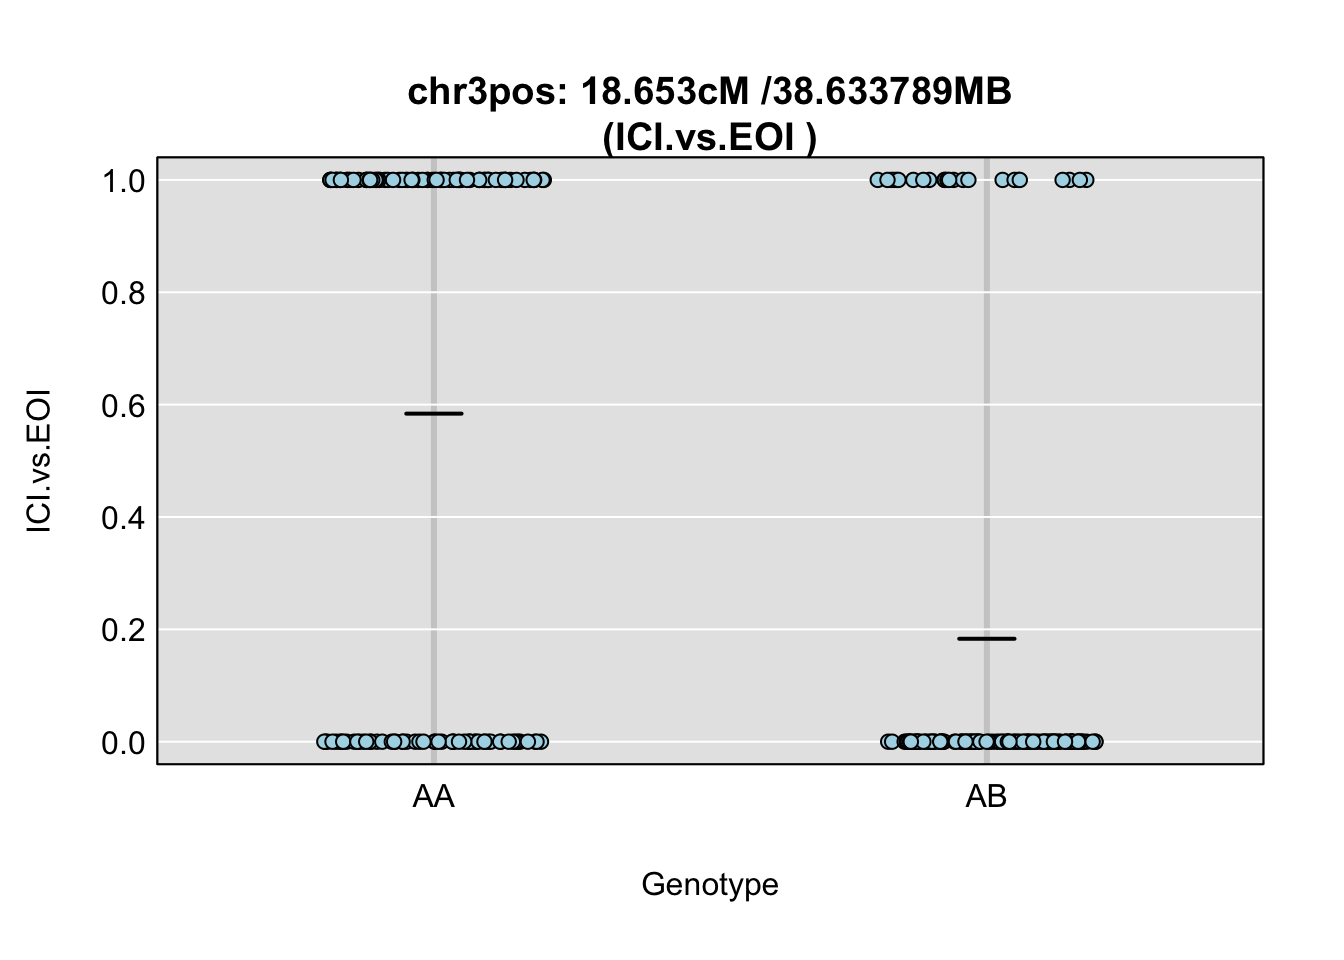 chr3pos: 18.653cM /38.633789MB
(ICI.vs.EOI )
1.0
0.8
0.6
0.4
0.2
0.0
ICI.vs.EOI
AA
AB
Genotype